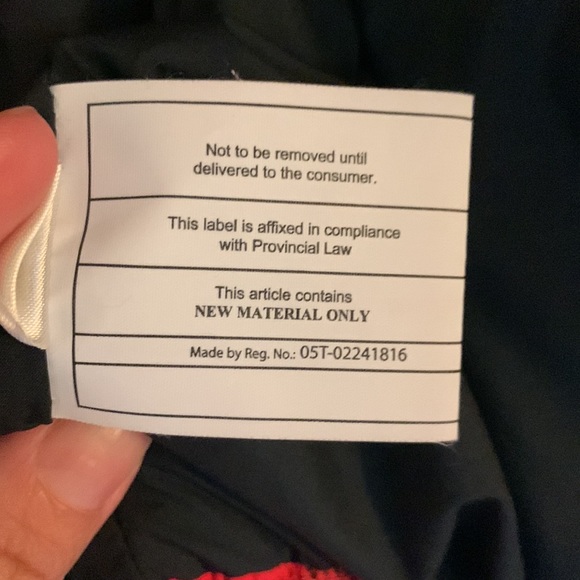 Not to be removed until
delivered to the consumer.
This label is affixed in compliance
with Provincial Law
This article contains
NEW MATERIAL ONLY
Made by Reg. No.: 05T-02241816